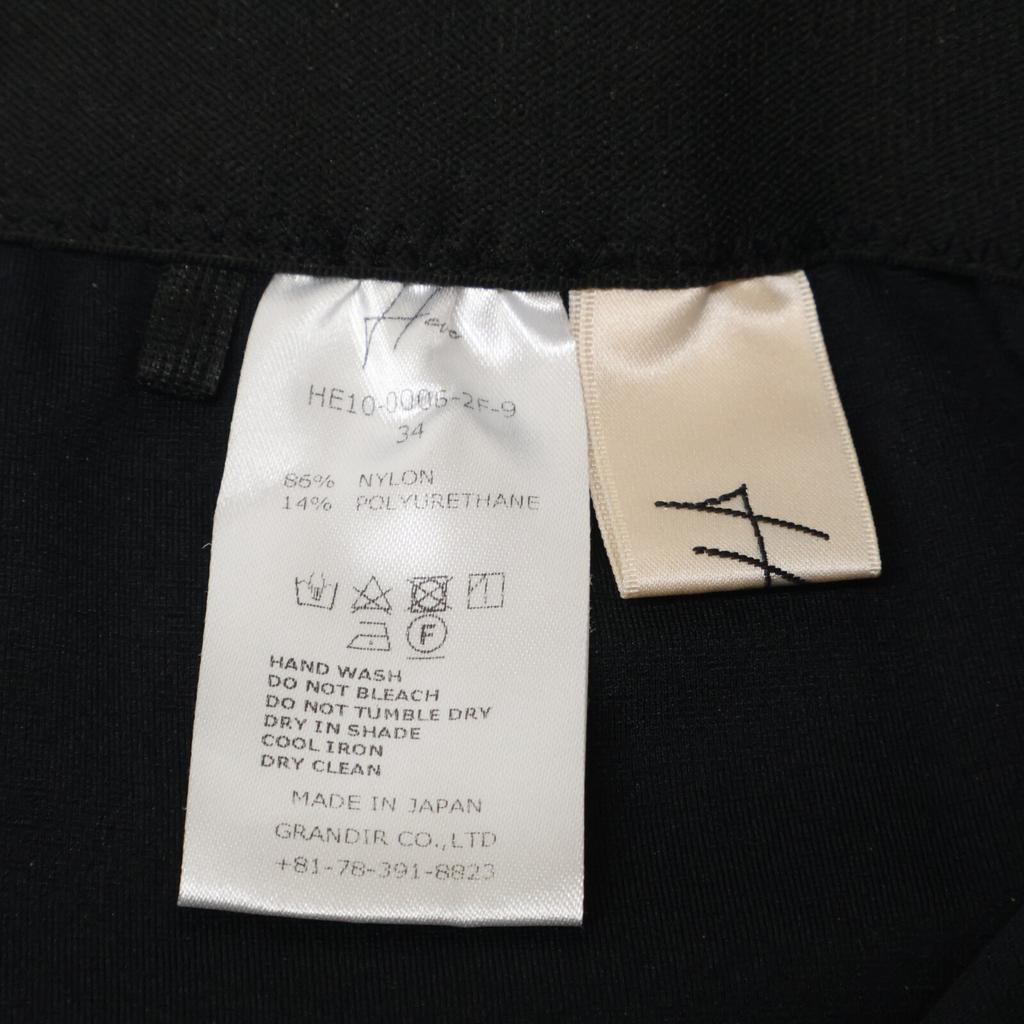 HE10-0006-2F-9
34
86% NYLON
14% POLYURETHANE
F
HAND WASH
DO NOT BLEACH
DO NOT TUMBLE DRY
DRY IN SHADE
COOL IRON
DRY CLEAN
MADE IN JAPAN
GRANDIR CO.,LTD
+81-78-391-8823